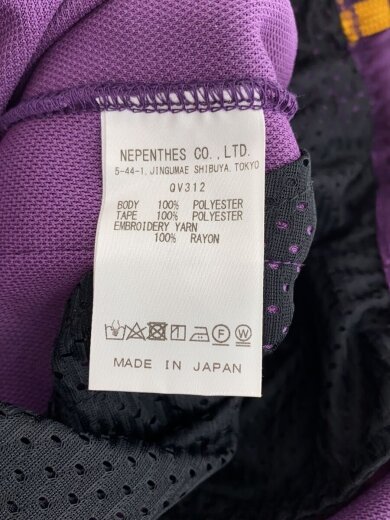 NEPENTHES CO., LTD.
5-44-1, JINGUMAE SHIBUYA, TOKYO
QV312
BODY 100% POLYESTER
TAPE 100% POLYESTER
EMBROIDERY YARN
100% RAYON
F W
MADE IN JAPAN